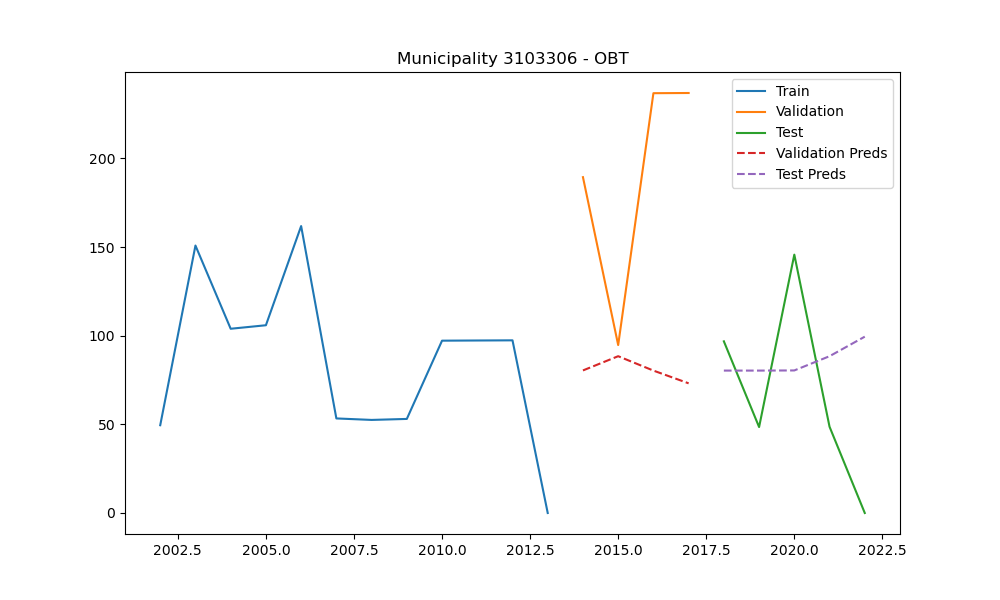 Municipality 3103306 - OBT
Train
Validation
Test
Validation Preds
Test Preds
200
150
100
50
0
2002.5 2005.0 2007.5 2010.0 2012.5 2015.0 2017.5 2020.0 2022.5